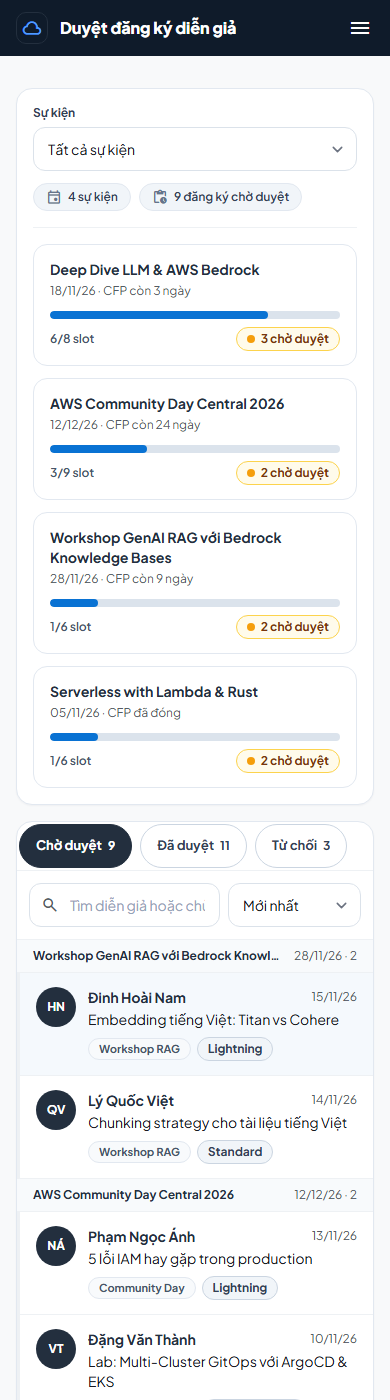 Duyệt đăng ký diễn giả
Sự kiện
Tất cả sự kiện
4 sự kiện
9 đăng ký chờ duyệt
Deep Dive LLM & AWS Bedrock
18/11/26 · CFP còn 3 ngày
6/8 slot
3 chờ duyệt
AWS Community Day Central 2026
12/12/26 · CFP còn 24 ngày
3/9 slot
2 chờ duyệt
Workshop GenAI RAG với Bedrock
Knowledge Bases
28/11/26 · CFP còn 9 ngày
1/6 slot
2 chờ duyệt
Serverless with Lambda & Rust
05/11/26 · CFP đã đóng
1/6 slot
2 chờ duyệt
Chờ duyệt 9
Đã duyệt 11
Từ chối 3
Tìm diễn giả hoặc
Mới nhất
Workshop GenAI RAG với Bedrock Knowl...
28/11/26 · 2
HN
Đinh Hoài Nam
15/11/26
Embedding tiếng Việt: Titan vs Cohere
Workshop RAG
Lightning
QV
Lý Quốc Việt
14/11/26
Chunking strategy cho tài liệu tiếng Việt
Workshop RAG
Standard
AWS Community Day Central 2026
12/12/26 · 2
NÁ
Phạm Ngọc Ánh
13/11/26
5 lỗi IAM hay gặp trong production
Community Day
Lightning
VT
Đặng Văn Thành
10/11/26
Lab: Multi-Cluster GitOps với ArgoCD &
EKS